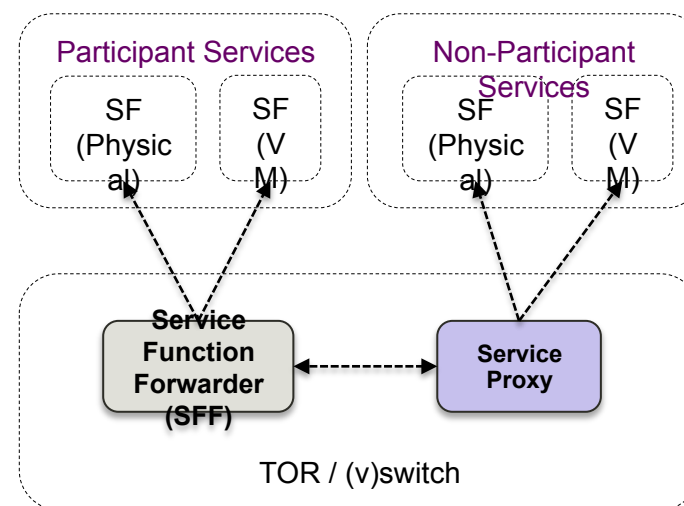 Participant Services
SF
(Physic
al)
SF
(V
M)
Non-Participant
Services
SF
(Physic
al)
SF
(V
M)
Service
Function
Forwarder
(SFF)
Service
Proxy
TOR / (v)switch